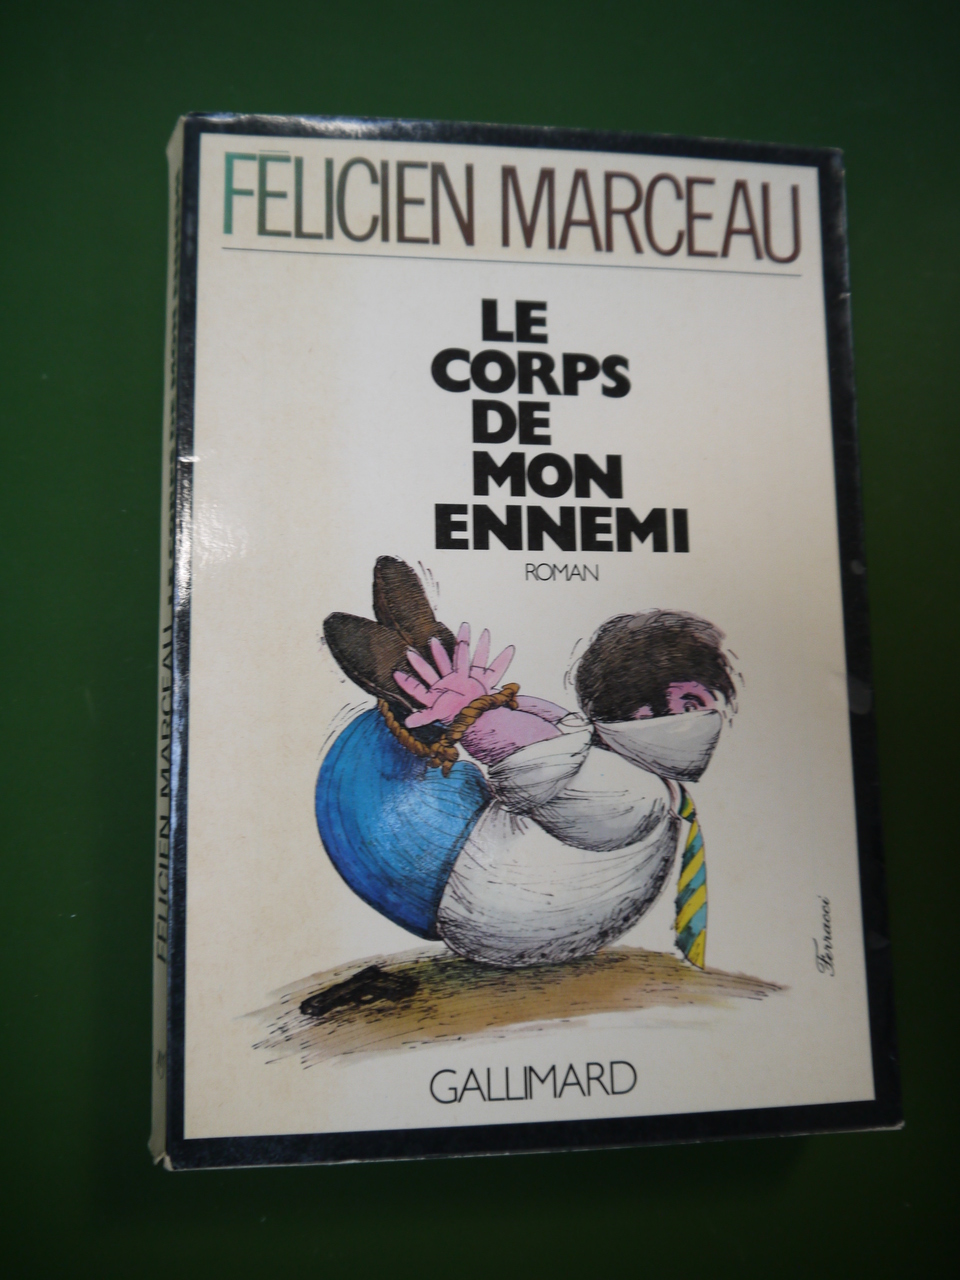 FÉLICIEN MARCEAU
LE
CORPS
DE
MON
ENNEMI
ROMAN
Ferracci
GALLIMARD
FÉLICIEN MARCEAU